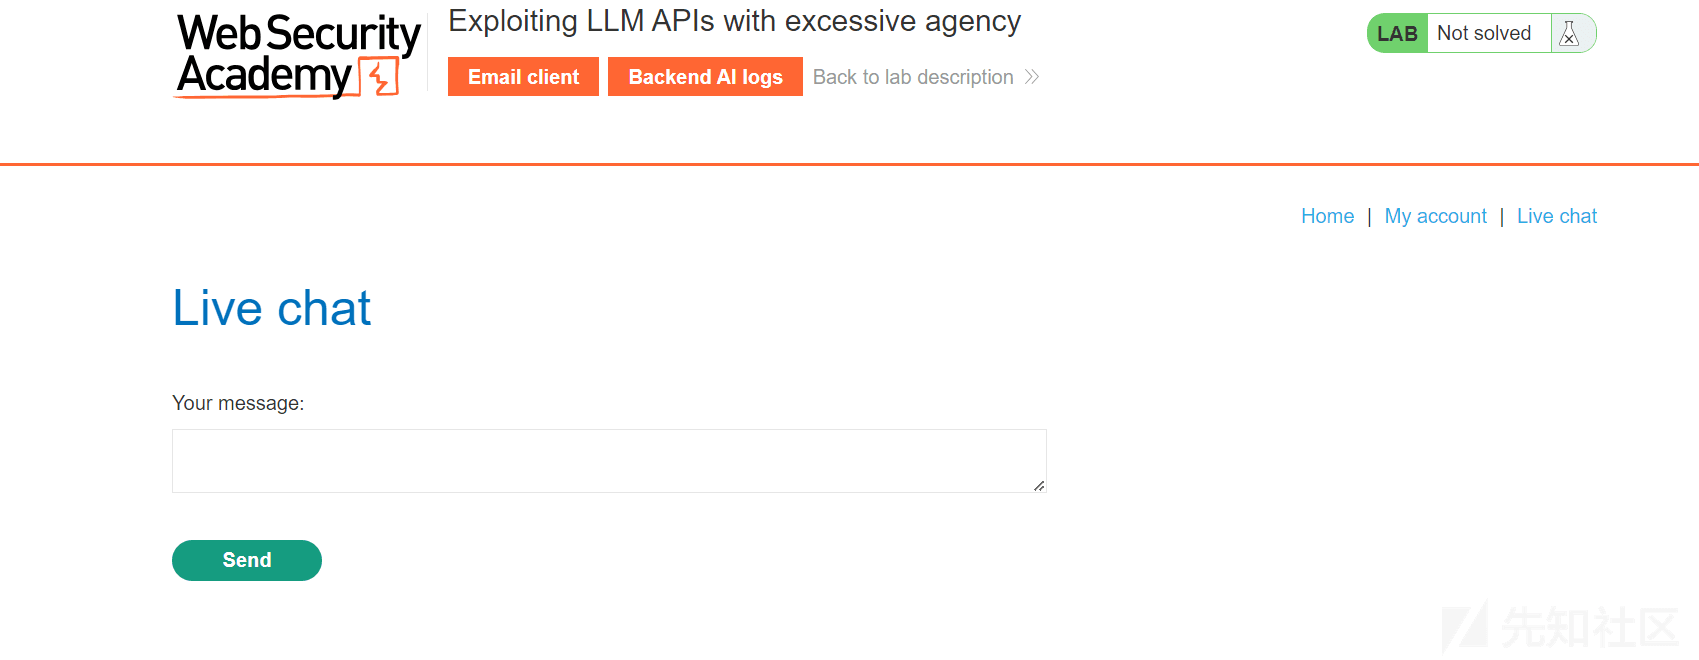 Web Security Academy
Exploiting LLM APIs with excessive agency
Email client
Backend AI logs
Back to lab description
LAB
Not solved
Home | My account | Live chat
Live chat
Your message:
Send
先知社区